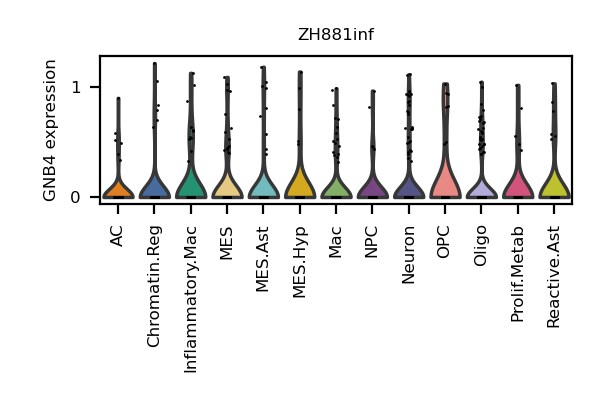 ZH881inf
GNB4 expression
1
0
AC
Chromatin.Reg
Inflammatory.Mac
MES
MES.Ast
MES.Hyp
Mac
NPC
Neuron
OPC
Oligo
Prolif.Metab
Reactive.Ast